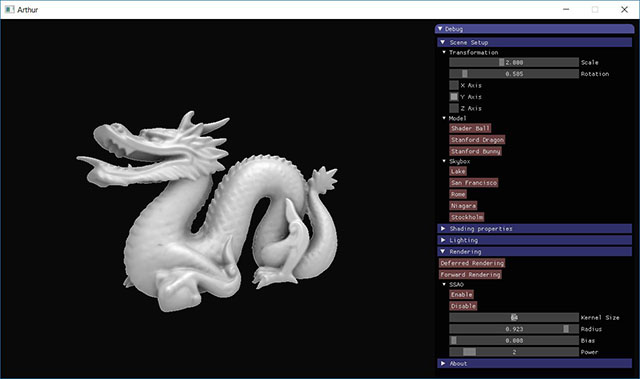 Arthur
Debug
Scene Setup
Transformation
2.000 Scale
0.505 Rotation
X Axis
Y Axis
Z Axis
Model
Shader Ball
Stanford Dragon
Stanford Bunny
Skybox
Lake
San Francisco
Rome
Niagara
Stockholm
Shading properties
Lighting
Rendering
Deferred Rendering
Forward Rendering
SSAO
Enable
Disable
64 Kernel Size
0.923 Radius
0.000 Bias
2 Power
About